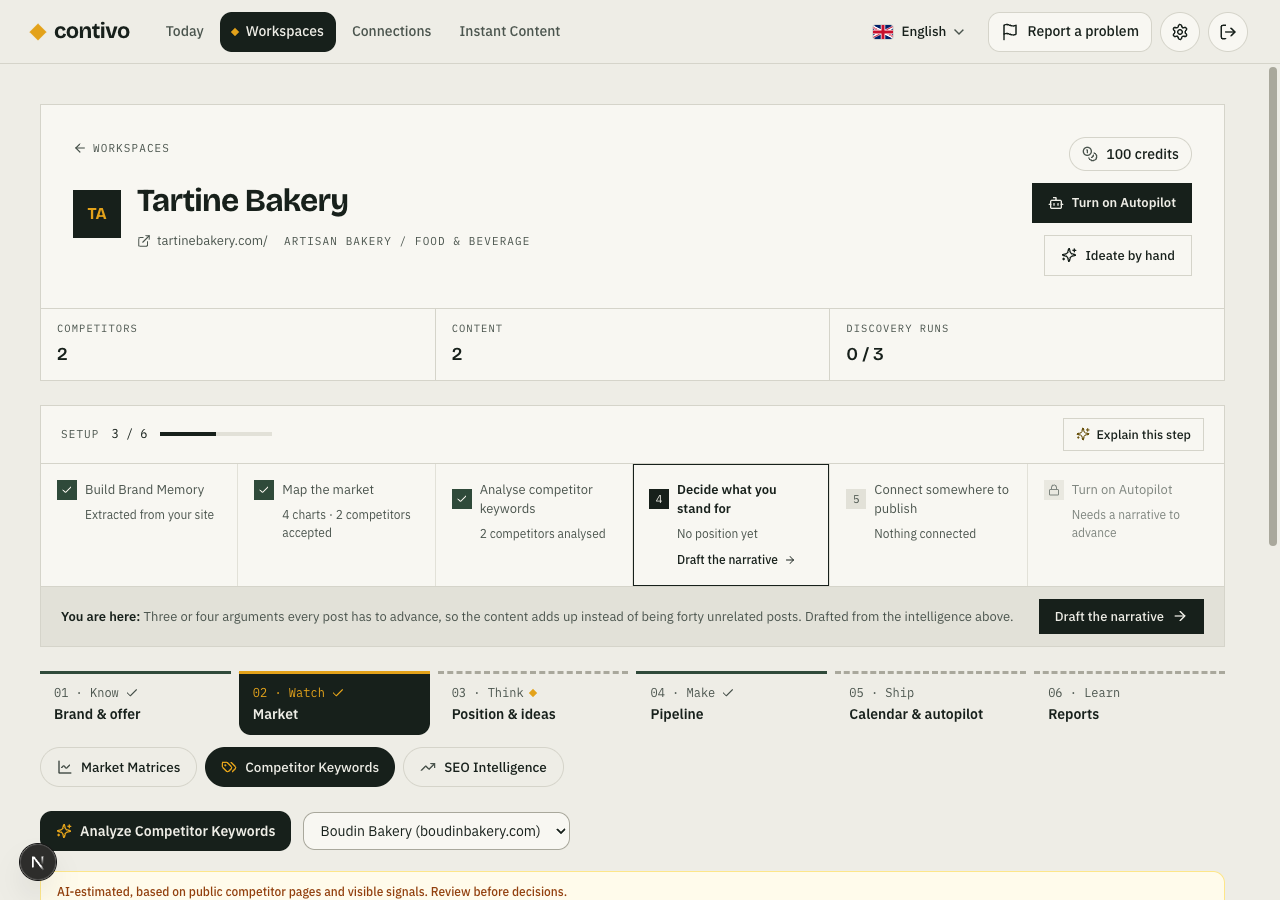 contivo
Today
Workspaces
Connections
Instant Content
English
Report a problem
WORKSPACES
100 credits
TA
Tartine Bakery
Turn on Autopilot
tartinebakery.com/
ARTISAN BAKERY / FOOD & BEVERAGE
Ideate by hand
COMPETITORS
2
CONTENT
2
DISCOVERY RUNS
0 / 3
SETUP 3 / 6
Explain this step
Build Brand Memory
Extracted from your site
Map the market
4 charts · 2 competitors
accepted
Analyse competitor
keywords
2 competitors analysed
4
Decide what you
stand for
No position yet
Draft the narrative
5
Connect somewhere to
publish
Nothing connected
Turn on Autopilot
Needs a narrative to
advance
You are here: Three or four arguments every post has to advance, so the content adds up instead of being forty unrelated posts. Drafted from the intelligence above.
Draft the narrative
01 · Know
Brand & offer
02 · Watch
Market
03 · Think
Position & ideas
04 · Make
Pipeline
05 · Ship
Calendar & autopilot
06 · Learn
Reports
Market Matrices
Competitor Keywords
SEO Intelligence
Analyze Competitor Keywords
Boudin Bakery (boudinbakery.com)
N
AI-estimated, based on public competitor pages and visible signals. Review before decisions.